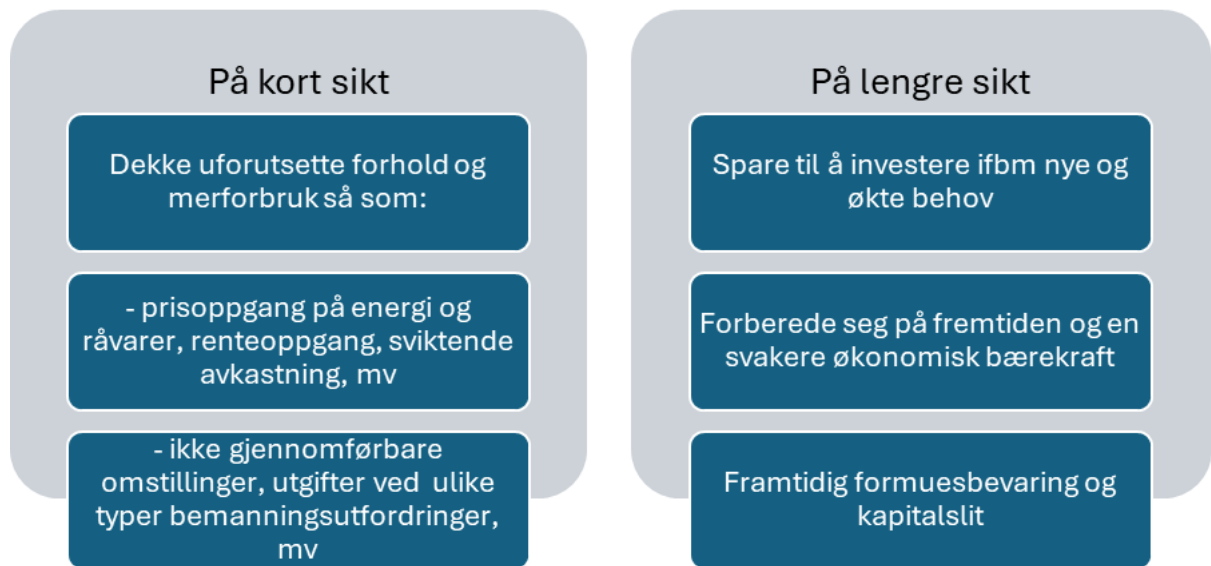 På kort sikt
Dekke uforutsette forhold og
merforbruk så som:
- prisoppgang på energi og
råvarer, renteoppgang, sviktende
avkastning, mv
- ikke gjennomførbare
omstillinger, utgifter ved  ulike
typer bemanningsutfordringer,
mv
På lengre sikt
Spare til å investere ifbm nye og
økte behov
Forberede seg på fremtiden og en
svakere økonomisk bærekraft
Framtidig formuesbevaring og
kapitalslit